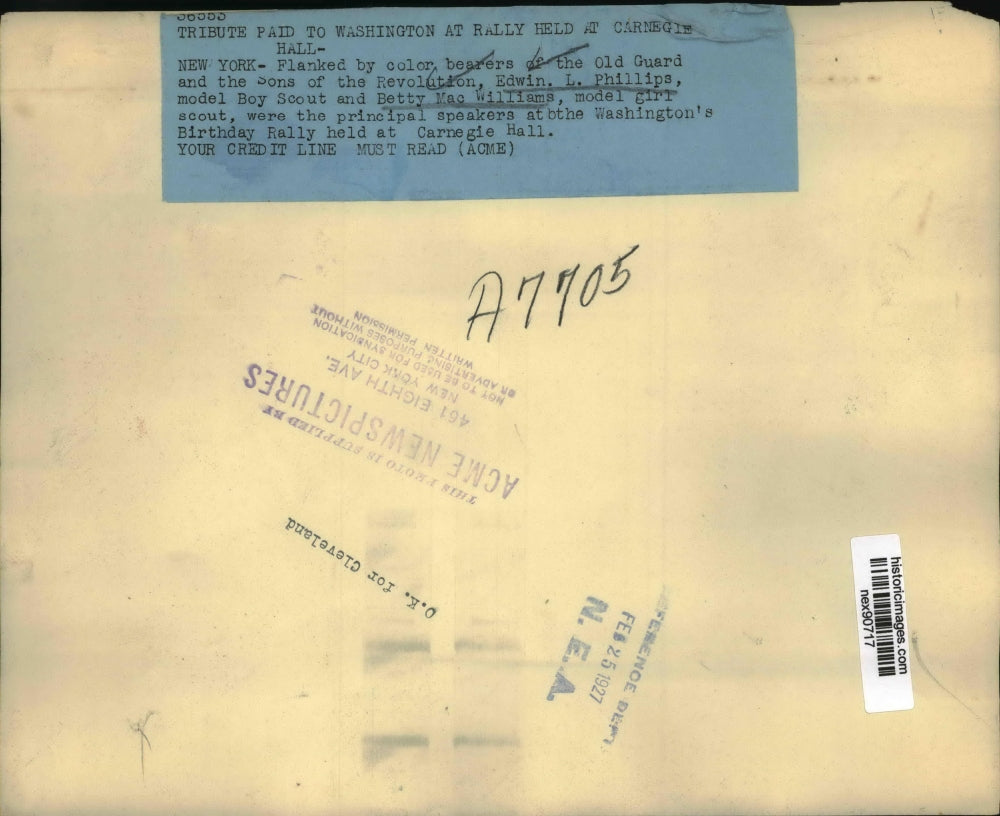 36553
TRIBUTE PAID TO WASHINGTON AT RALLY HELD AT CARNEGIE
HALL-
NEW YORK- Flanked by color, bearers of the Old Guard
and the Sons of the Revolution, Edwin. L. Phillips,
model Boy Scout and Betty Mac Williams, model girl
scout, were the principal speakers atbthe Washington's
Birthday Rally held at Carnegie Hall.
YOUR CREDIT LINE MUST READ (ACME)
A7705
THIS PHOTO IS SUPPLIED BY
ACME NEWSPICTURES
461 EIGHTH AVE.
NEW YORK CITY
NOT TO BE USED FOR SYNDICATION
OR ADVERTISING PURPOSES WITHOUT
WRITTEN PERMISSION
O.K. for Cleveland
REFERENCE DEPT.
FEB 25 1927
N.E.A.
historicimages.com
nex90717